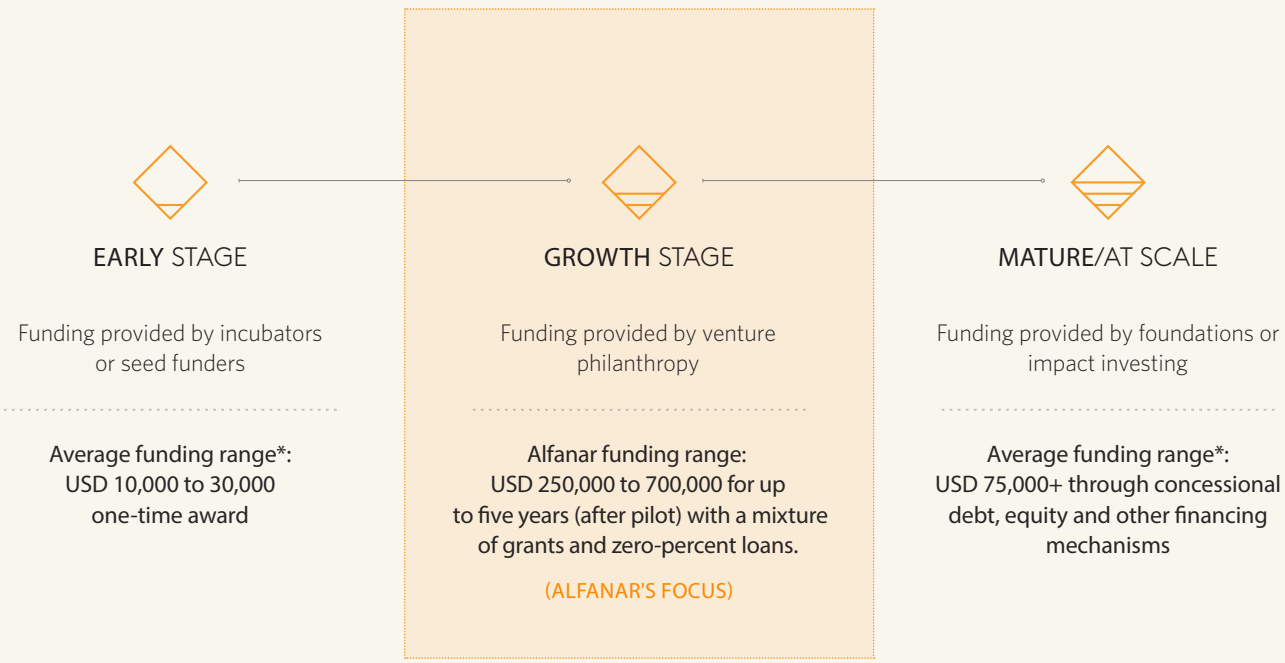 EARLY STAGE
Funding provided by incubators
or seed funders
Average funding range*:
USD 10,000 to 30,000
one-time award
GROWTH STAGE
Funding provided by venture
philanthropy
Alfanar funding range:
USD 250,000 to 700,000 for up
to five years (after pilot) with a mixture
of grants and zero-percent loans.
(ALFANAR'S FOCUS)
MATURE/AT SCALE
Funding provided by foundations or
impact investing
Average funding range*:
USD 75,000+ through concessional
debt, equity and other financing
mechanisms